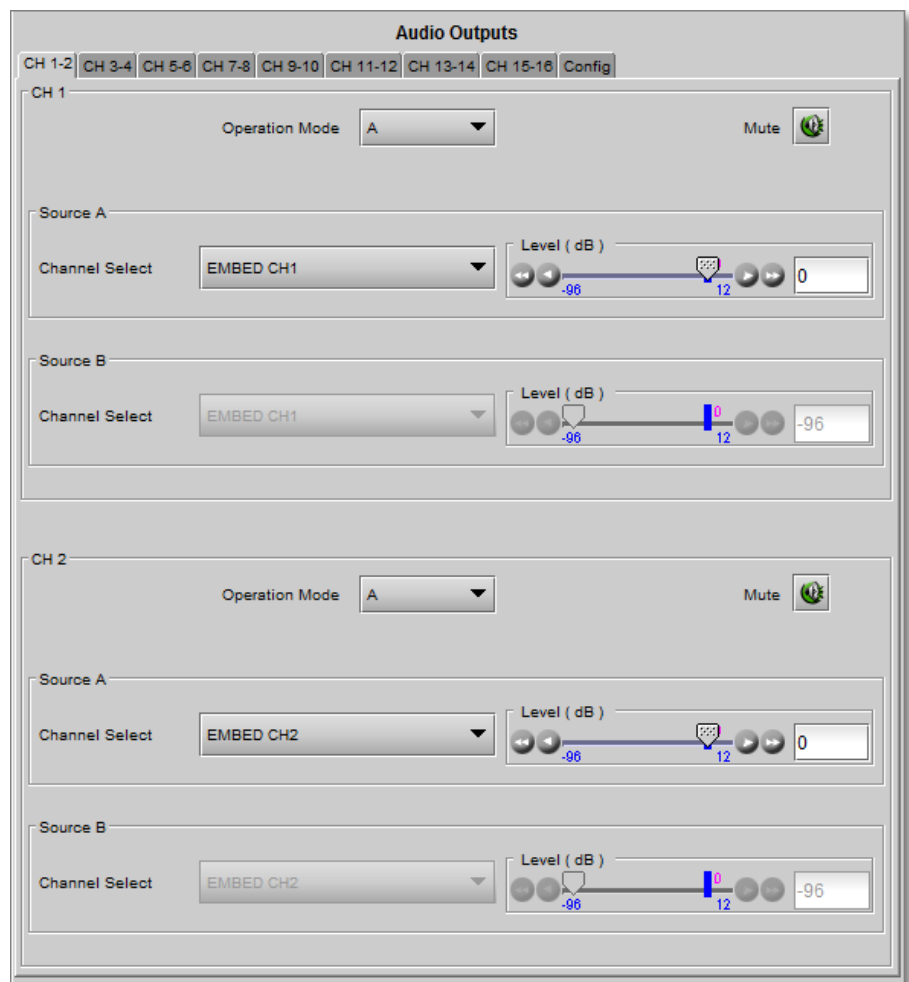 Audio Outputs
CH 1-2 CH 3-4 CH 5-6 CH 7-8 CH 9-10 CH 11-12 CH 13-14 CH 15-16 Config
CH 1
Operation Mode A Mute
Source A
Channel Select EMBED CH1 Level ( dB ) -96 12 0
Source B
Channel Select EMBED CH1 Level ( dB ) -96 0 12 -96
CH 2
Operation Mode A Mute
Source A
Channel Select EMBED CH2 Level ( dB ) -96 12 0
Source B
Channel Select EMBED CH2 Level ( dB ) -96 0 12 -96